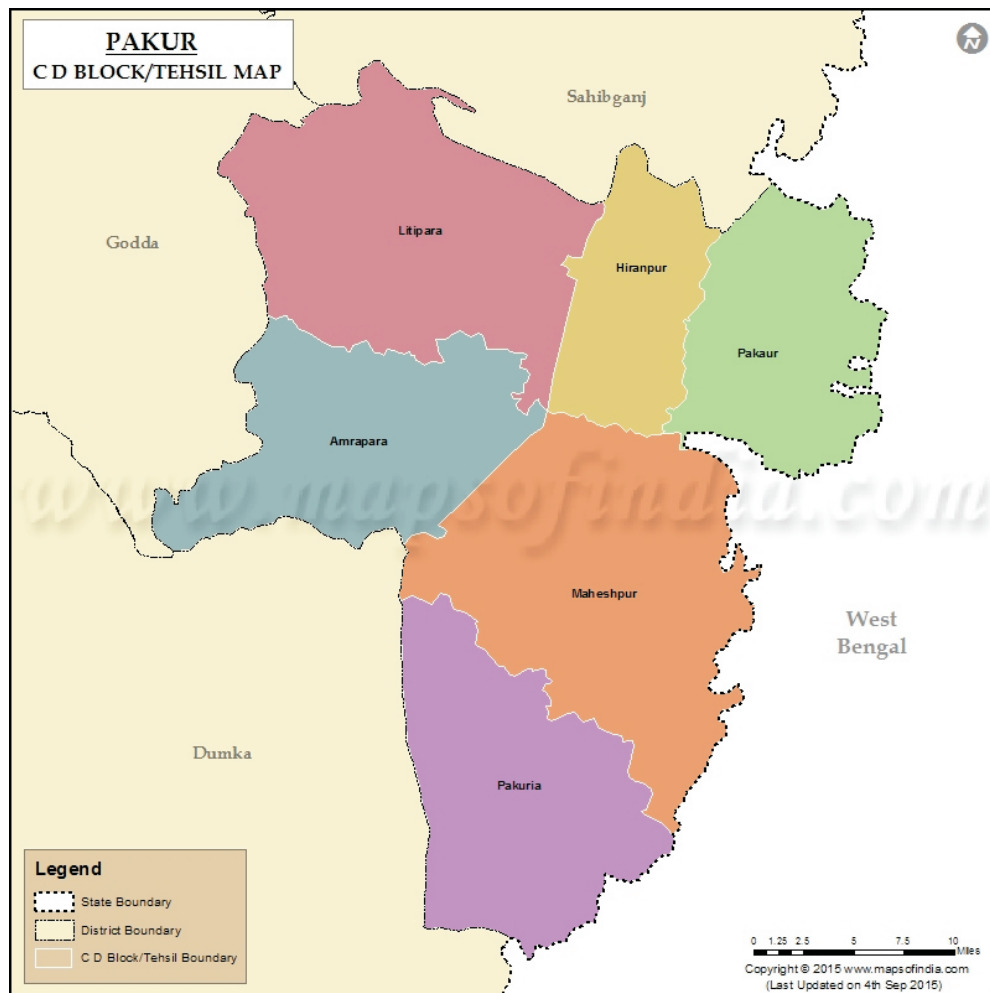 PAKUR
C D BLOCK/TEHSIL MAP
N
Sahibganj
Godda
Litipara
Hiranpur
Pakaur
Amrapara
www.mapsofindia.com
Maheshpur
West
Bengal
Dumka
Pakuria
Legend
State Boundary
District Boundary
C D Block/Tehsil Boundary
0 1.25 2.5 5 7.5 10
Miles
Copyright © 2015 www.mapsofindia.com
(Last Updated on 4th Sep 2015)